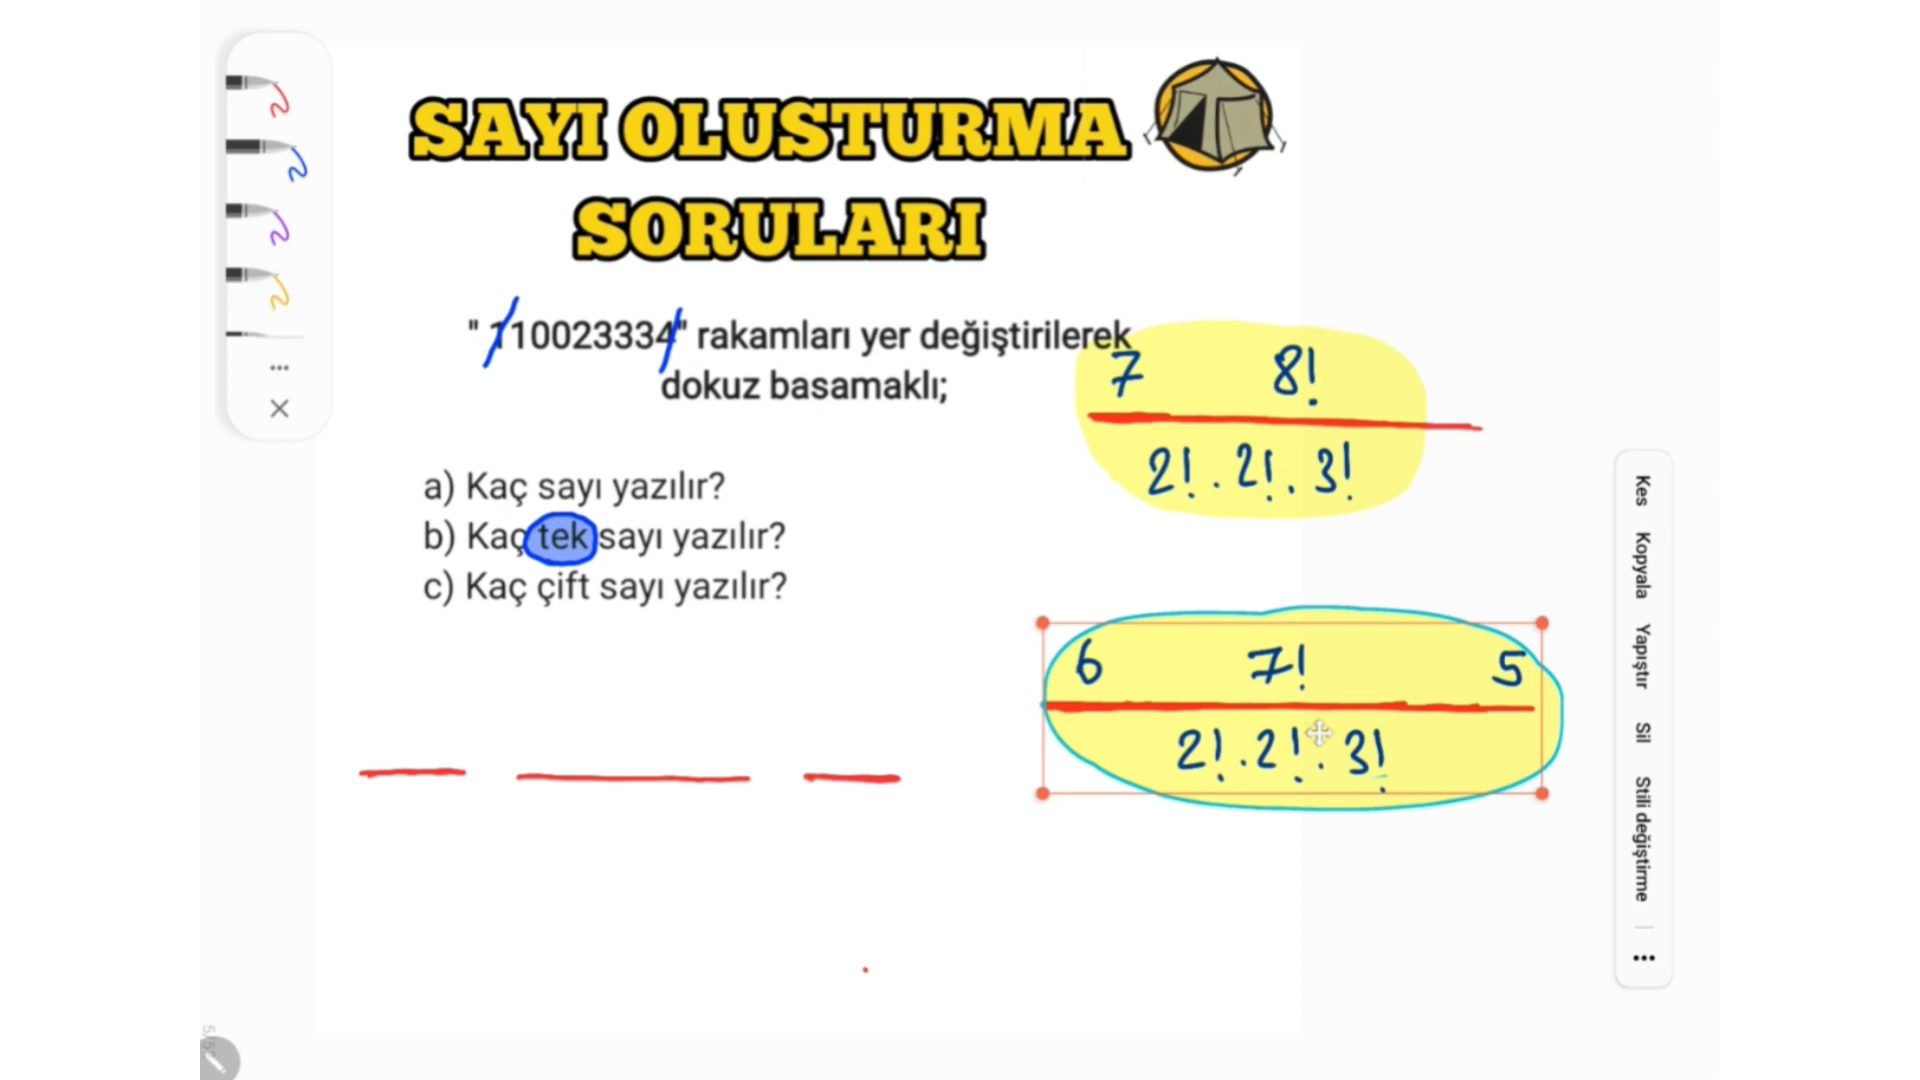 SAYI OLUSTURMA
SORULARI
" 110023334" rakamları yer değiştirilerek
dokuz basamaklı;
a) Kaç sayı yazılır?
b) Kaç tek sayı yazılır?
c) Kaç çift sayı yazılır?
7 8!
2! . 2! . 3!
6 7! 5
2! . 2! . 3!
Kes Kopyala Yapıştır Sil Stili değiştirme